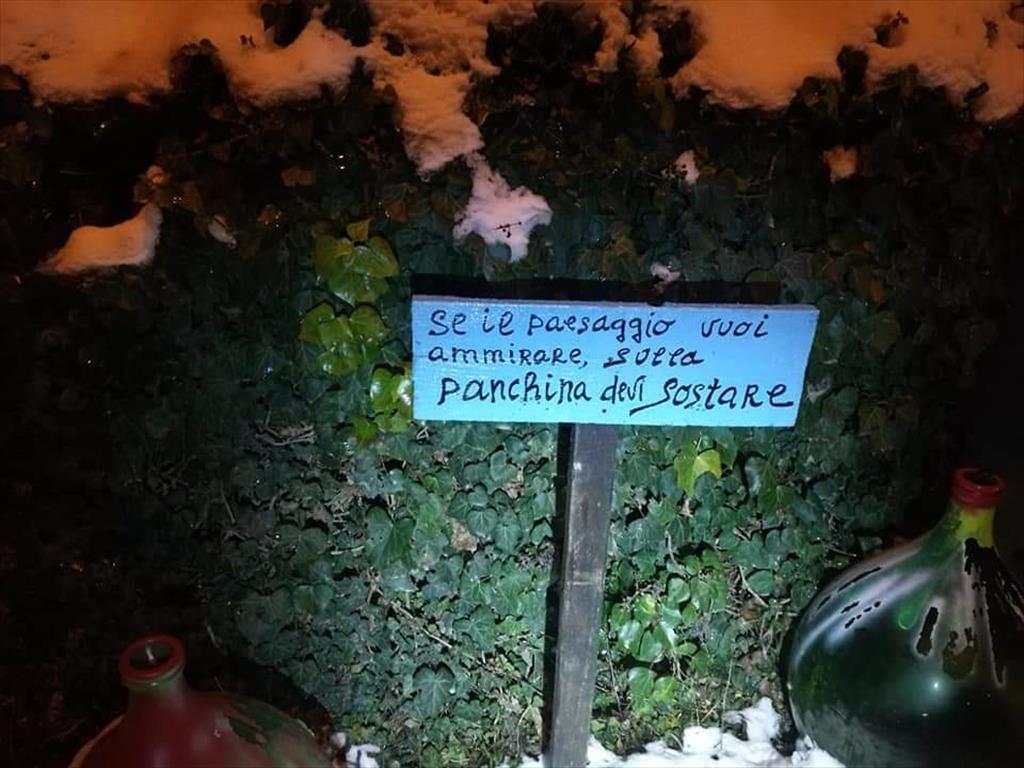 Se il paesaggio vuoi
ammirare, sulla
panchina devi sostare